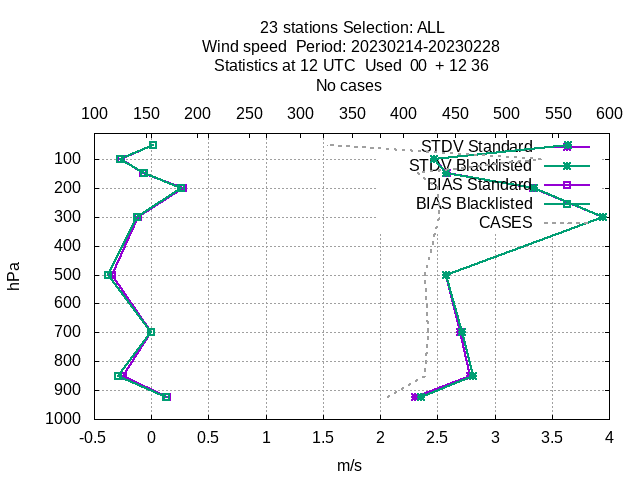 23 stations Selection: ALL
Wind speed  Period: 20230214-20230228
Statistics at 12 UTC  Used  00  + 12 36
No cases
100 150 200 250 300 350 400 450 500 550 600
STDV Standard
STDV Blacklisted
BIAS Standard
BIAS Blacklisted
CASES
hPa
100
200
300
400
500
600
700
800
900
1000
-0.5 0 0.5 1 1.5 2 2.5 3 3.5 4
m/s